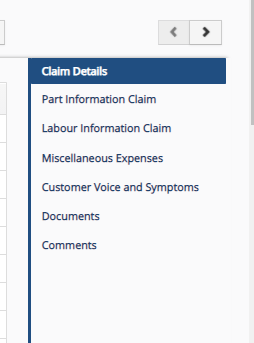 Claim Details
Part Information Claim
Labour Information Claim
Miscellaneous Expenses
Customer Voice and Symptoms
Documents
Comments